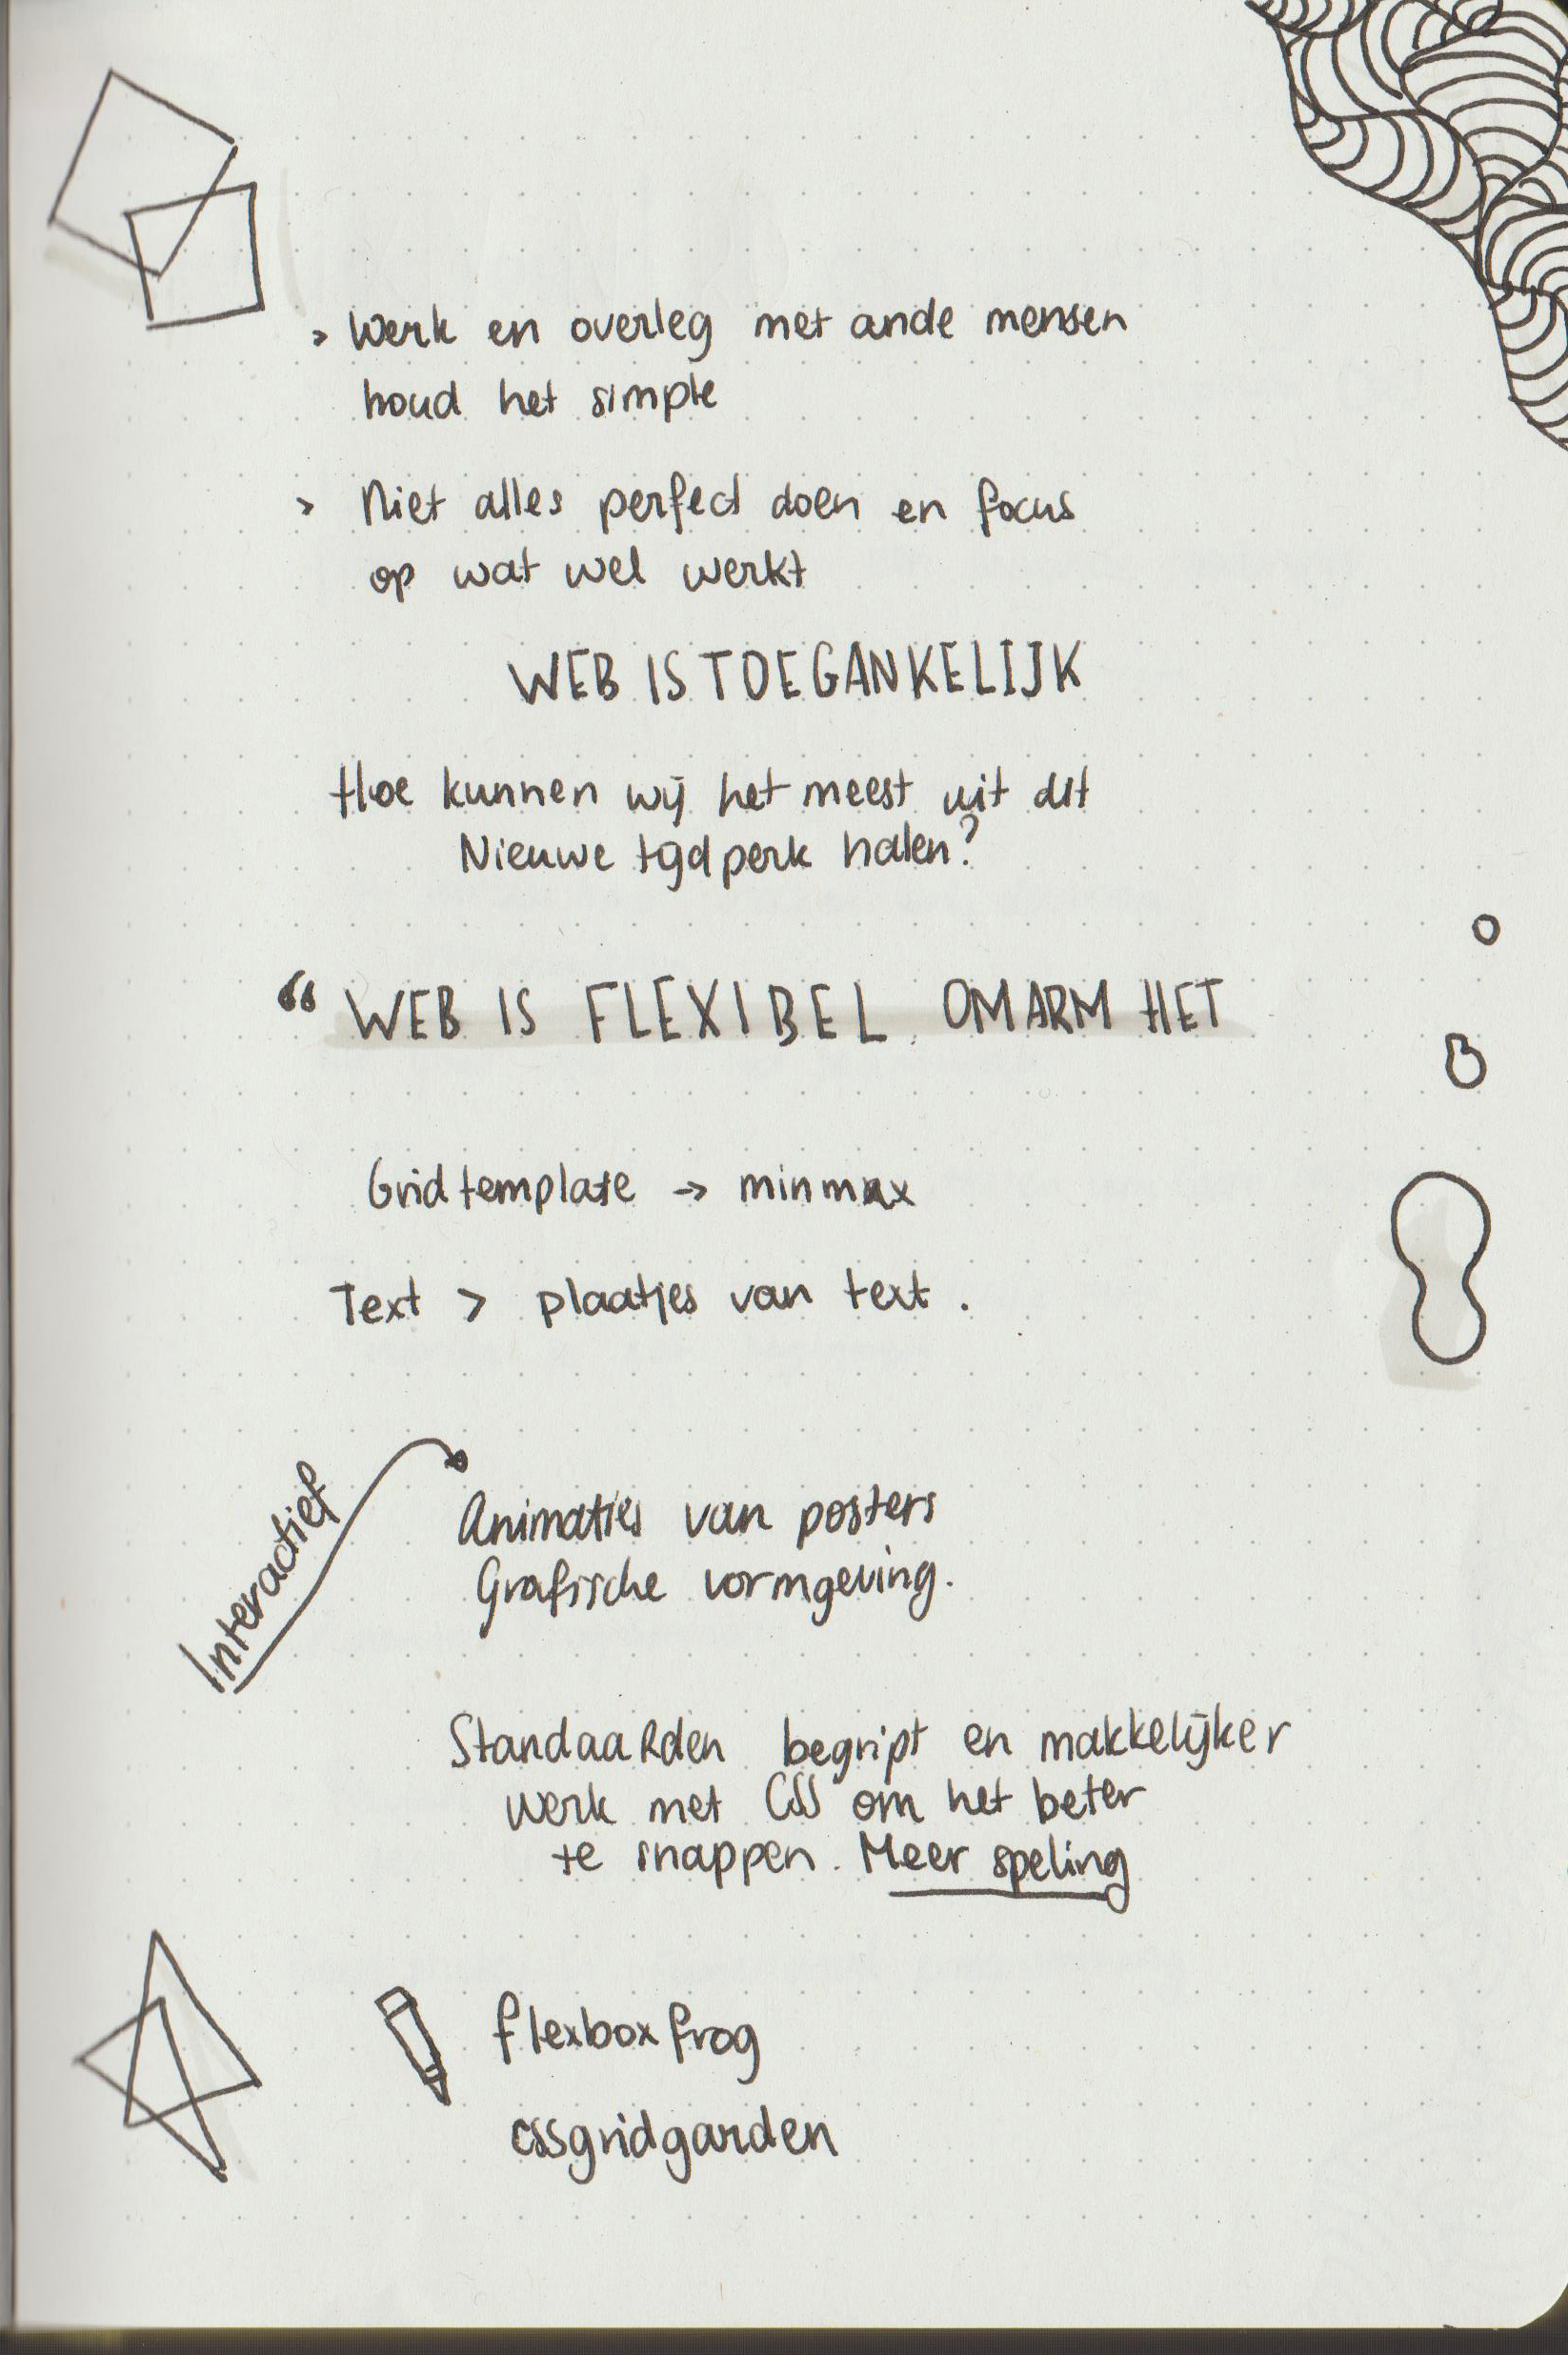 > Werk en overleg met ande mensen
houd het simple
> Niet alles perfect doen en focus
op wat wel werkt
WEB IS TOEGANKELIJK
Hoe kunnen wij het meest uit dit
Nieuwe tijdperk halen?
“ WEB IS FLEXIBEL. OMARM HET
Grid template → minmax
Text > plaatjes van text.
Interactief
Animaties van posters
Grafische vormgeving.
Standaarden begript en makkelijker
werk met CSS om het beter
te snappen. Meer speling
flexbox frog
cssgridgarden